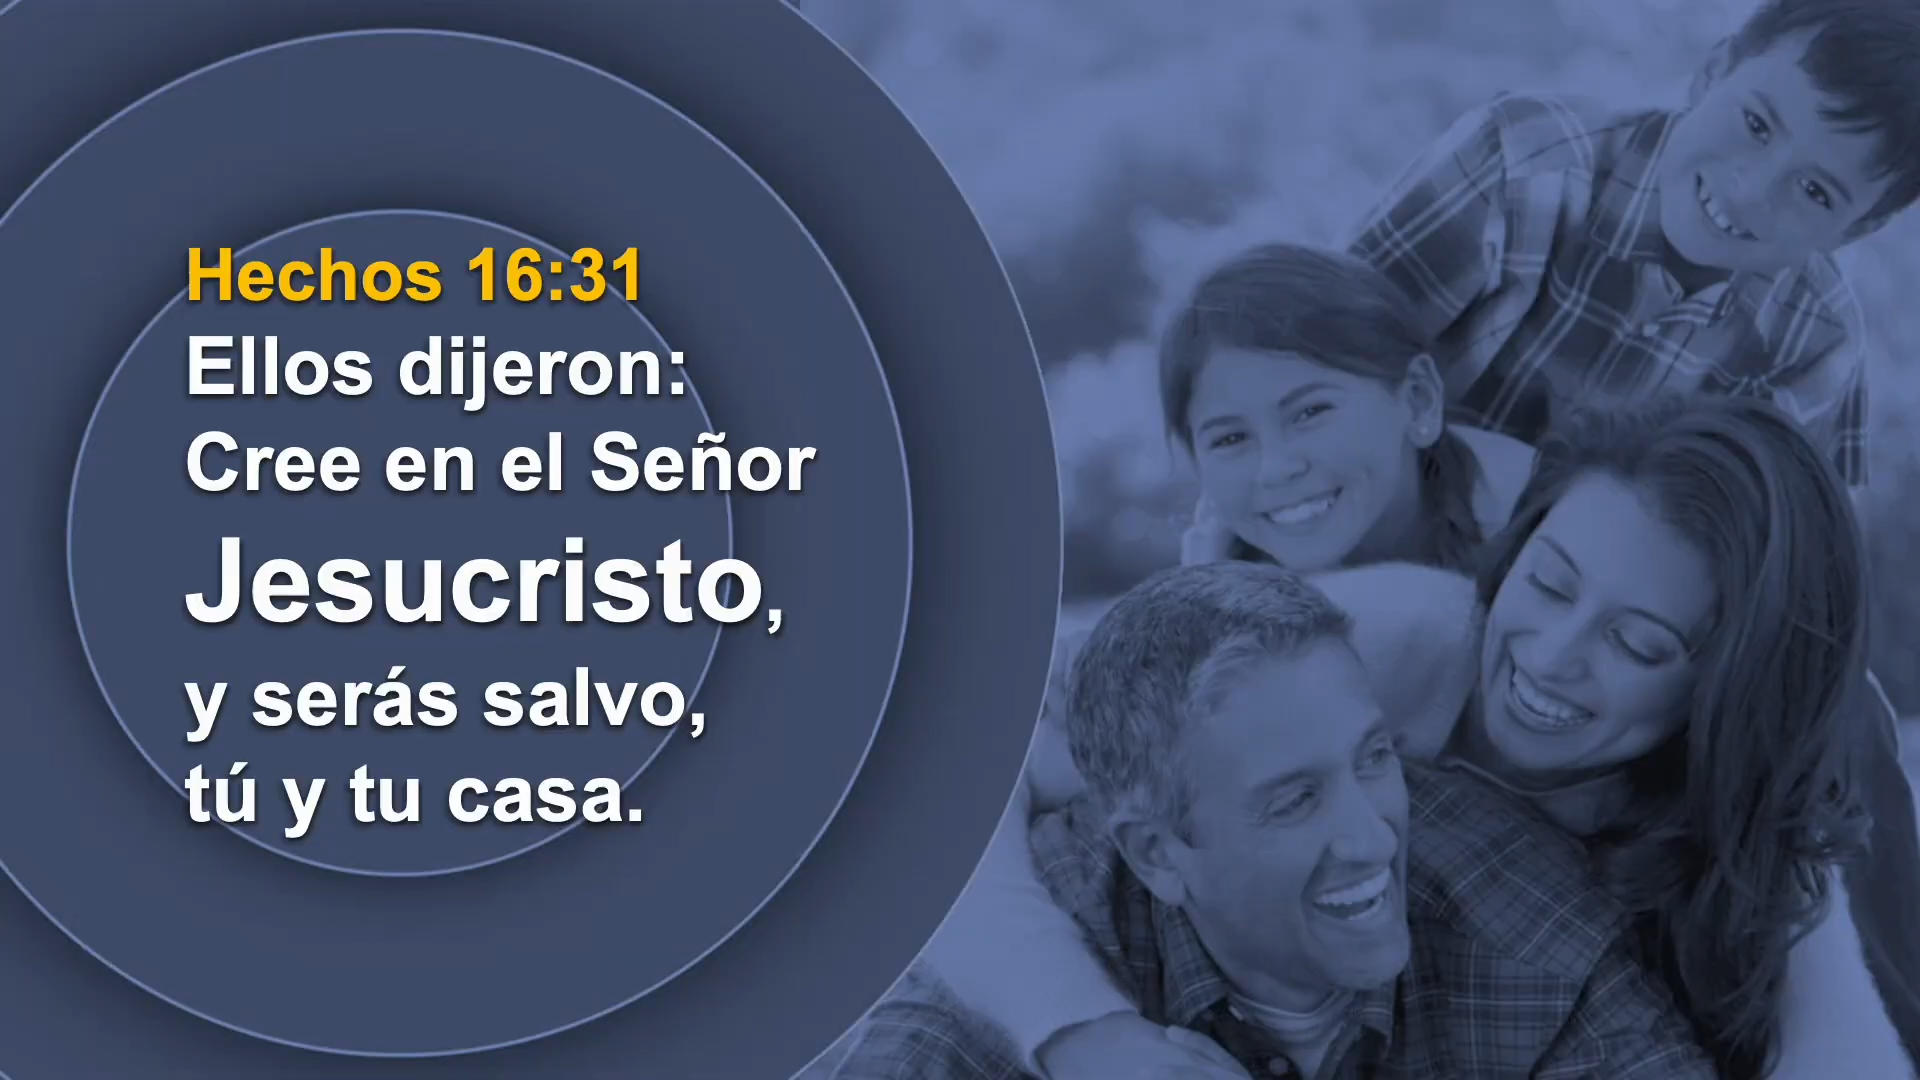 Hechos 16:31
Ellos dijeron:
Cree en el Señor
Jesucristo,
y serás salvo,
tú y tu casa.